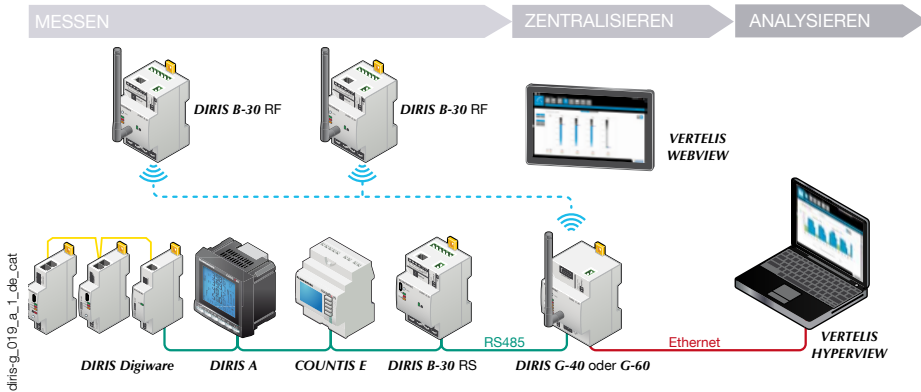 MESSEN
ZENTRALISIEREN
ANALYSIEREN
DIRIS B-30 RF
DIRIS B-30 RF
VERTELIS
WEBVIEW
RS485
Ethernet
DIRIS Digiware
DIRIS A
COUNTIS E
DIRIS B-30 RS
DIRIS G-40 oder G-60
VERTELIS
HYPERVIEW
diris-g_019_a_1_de_cat